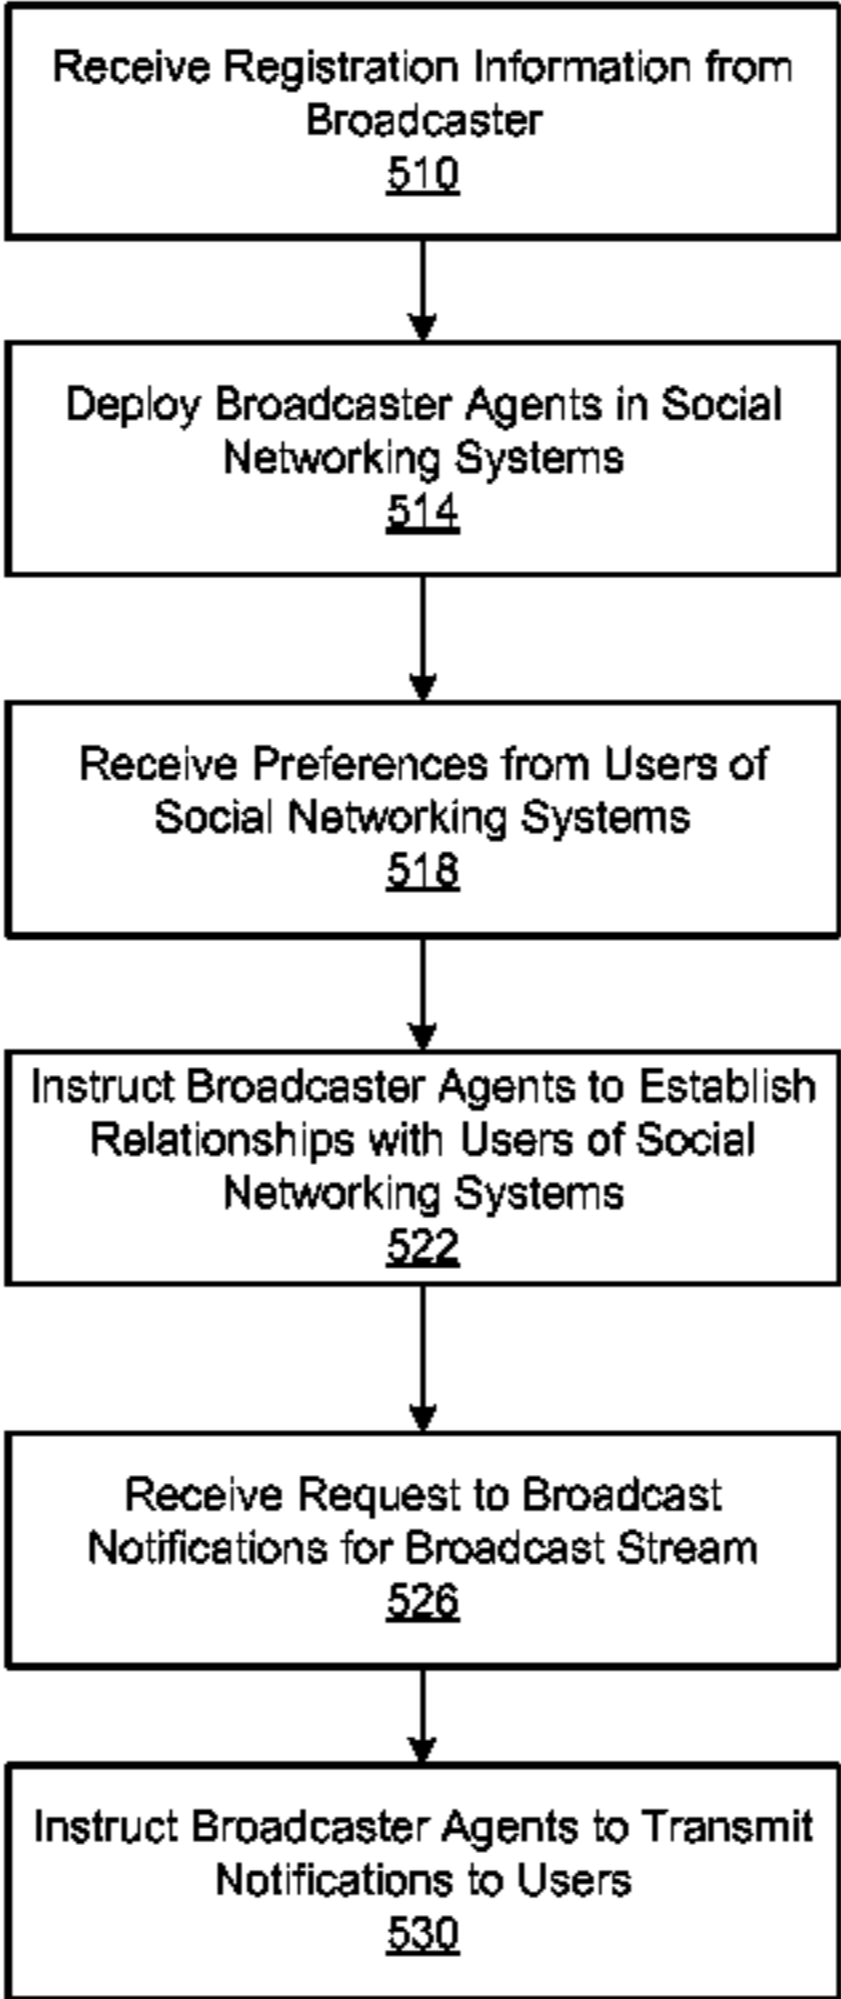 Receive Registration Information from
Broadcaster
510
Deploy Broadcaster Agents in Social
Networking Systems
514
Receive Preferences from Users of
Social Networking Systems
518
Instruct Broadcaster Agents to Establish
Relationships with Users of Social
Networking Systems
522
Receive Request to Broadcast
Notifications for Broadcast Stream
526
Instruct Broadcaster Agents to Transmit
Notifications to Users
530